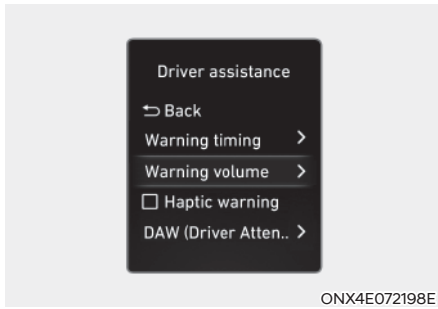 Driver assistance
Back
Warning timing
Warning volume
Haptic warning
DAW (Driver Atten..
ONX4E072198E